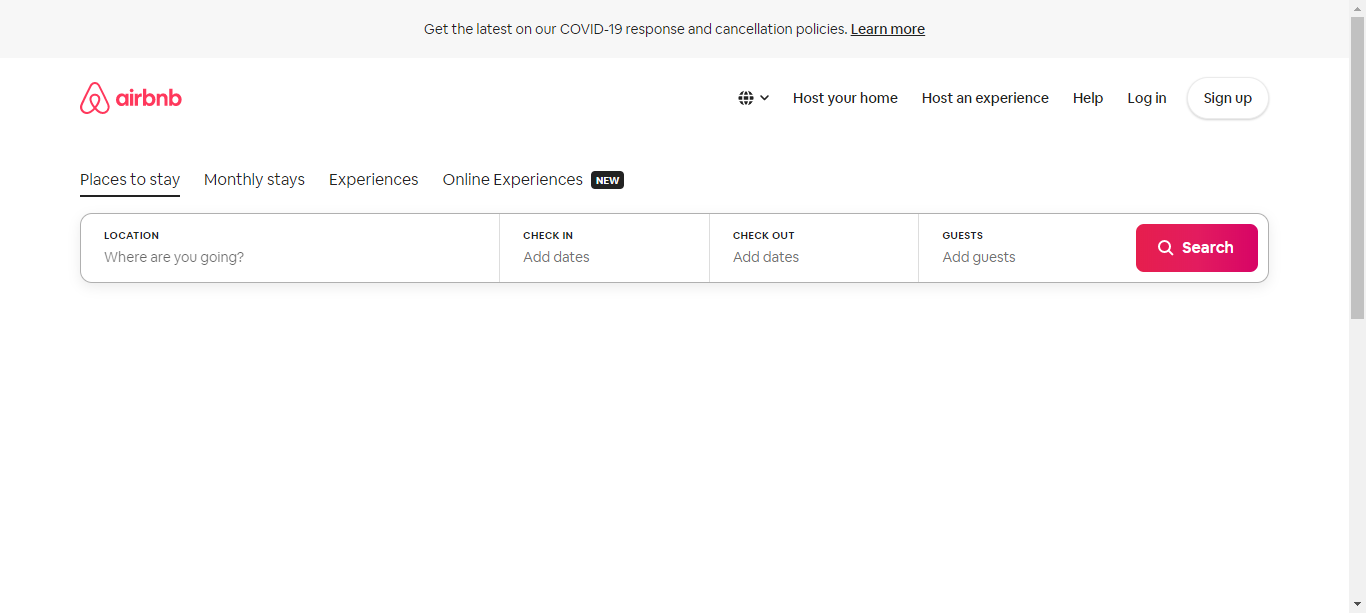 Get the latest on our COVID-19 response and cancellation policies. Learn more
airbnb
Host your home
Host an experience
Help
Log in
Sign up
Places to stay
Monthly stays
Experiences
Online Experiences
NEW
LOCATION
Where are you going?
CHECK IN
Add dates
CHECK OUT
Add dates
GUESTS
Add guests
Search